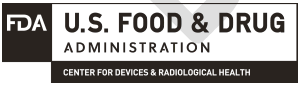 FDA U.S. FOOD & DRUG
ADMINISTRATION
CENTER FOR DEVICES & RADIOLOGICAL HEALTH